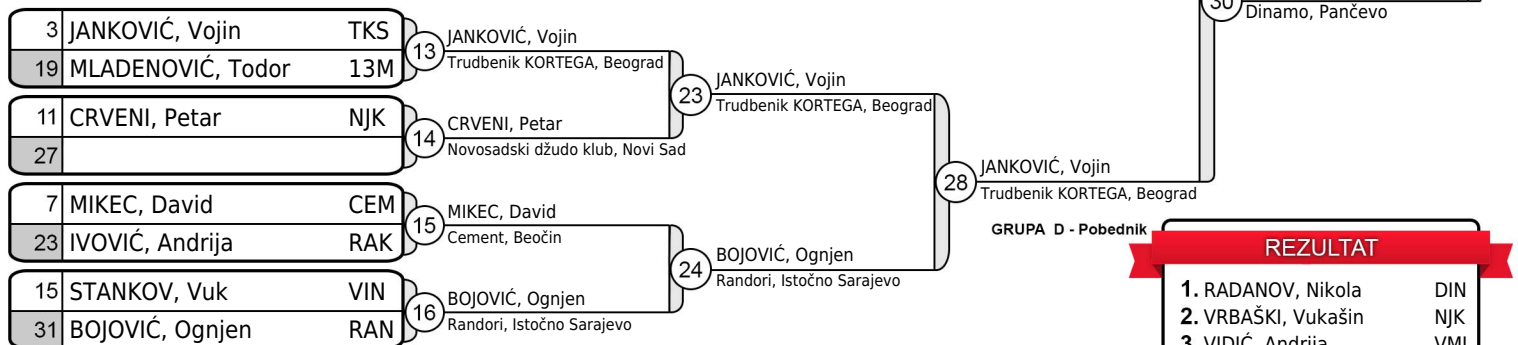 30
Dinamo, Pančevo
3 JANKOVIĆ, Vojin TKS
19 MLADENOVIĆ, Todor 13M
13
JANKOVIĆ, Vojin
Trudbenik KORTEGA, Beograd
11 CRVENI, Petar NJK
27
14
CRVENI, Petar
Novosadski džudo klub, Novi Sad
23
JANKOVIĆ, Vojin
Trudbenik KORTEGA, Beograd
7 MIKEC, David CEM
23 IVOVIĆ, Andrija RAK
15
MIKEC, David
Cement, Beočin
15 STANKOV, Vuk VIN
31 BOJOVIĆ, Ognjen RAN
16
BOJOVIĆ, Ognjen
Randori, Istočno Sarajevo
24
BOJOVIĆ, Ognjen
Randori, Istočno Sarajevo
28
JANKOVIĆ, Vojin
Trudbenik KORTEGA, Beograd
GRUPA D - Pobednik
REZULTAT
1. RADANOV, Nikola DIN
2. VRBAŠKI, Vukašin NJK
3. VIDIĆ, Andrija VMI